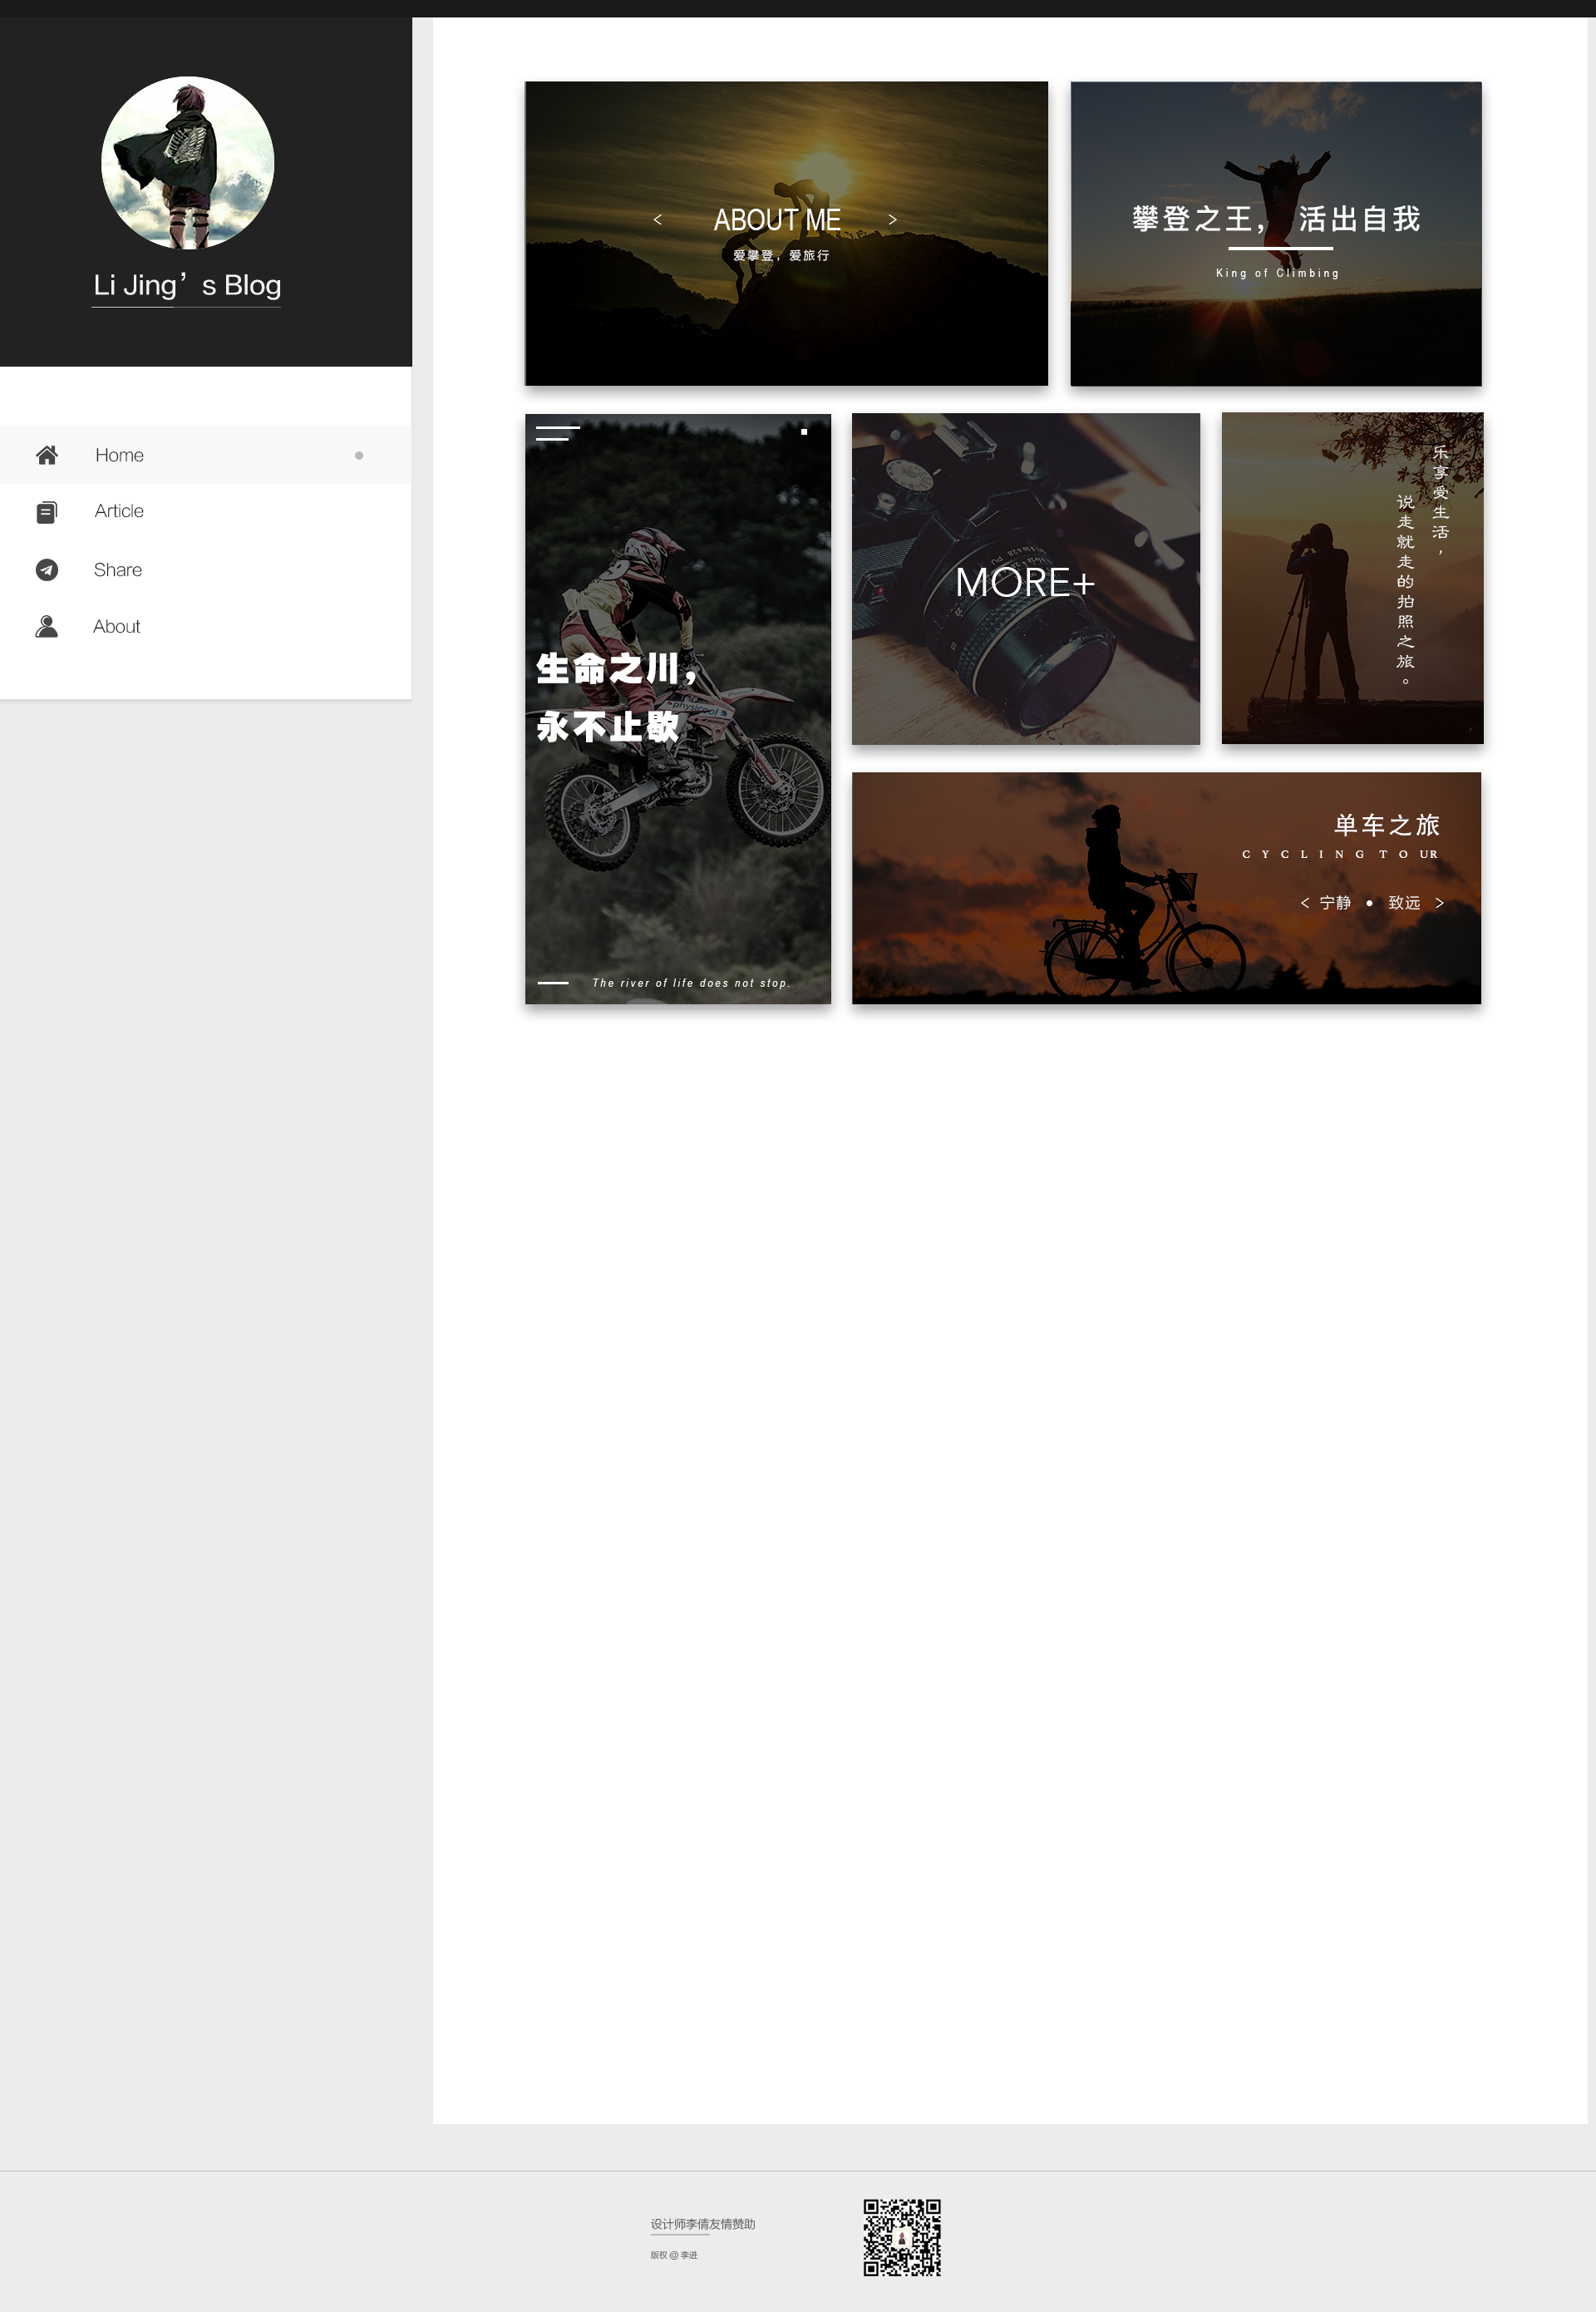 Li Jing’s Blog
Home
Article
Share
About
< ABOUT ME >
爱攀登，爱旅行
攀登之王， 活出自我
King of Climbing
生命之川，
永不止歇
The river of life does not stop.
MORE+
乐享受生活，
说走就走的拍照之旅。
单车之旅
CYCLING TOUR
< 宁静 • 致远 >
设计师李倩友情赞助
版权 @ 李进